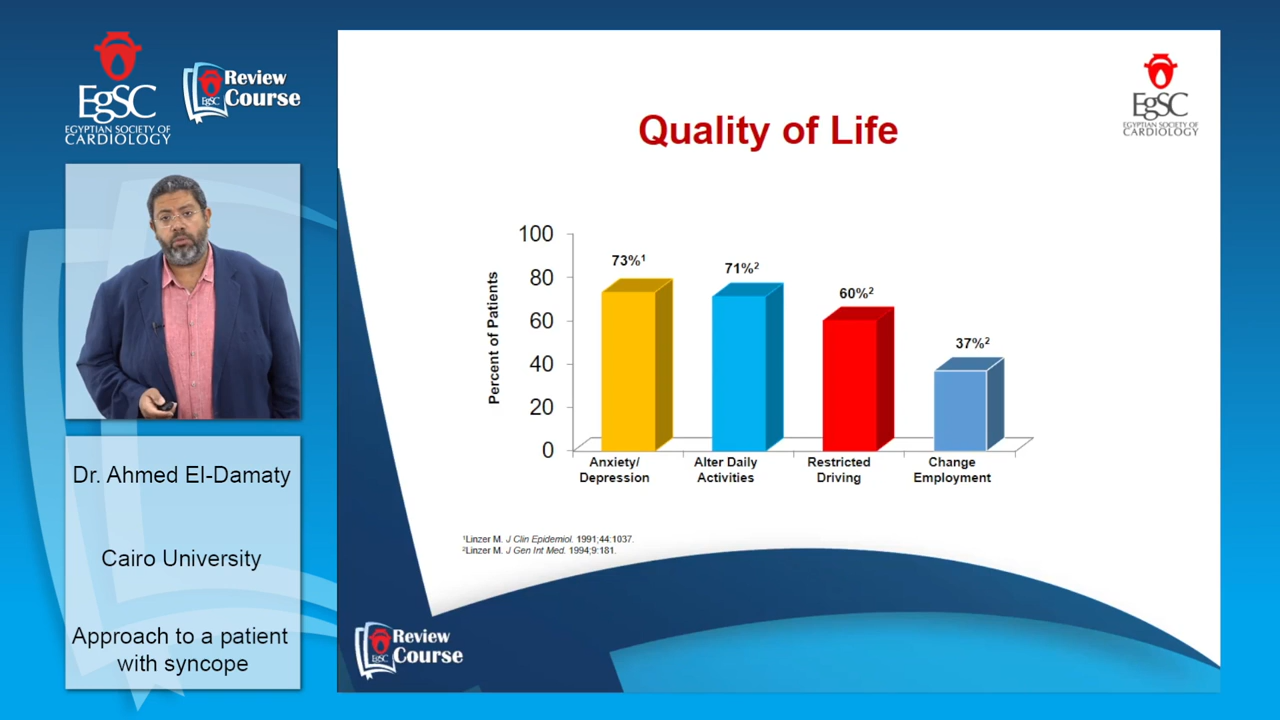 EgSC
EGYPTIAN SOCIETY OF
CARDIOLOGY
EgSC
Review
Course
Dr. Ahmed El-Damaty
Cairo University
Approach to a patient
with syncope
EgSC
EGYPTIAN SOCIETY OF
CARDIOLOGY
Quality of Life
Percent of Patients
100
80
60
40
20
0
73%¹
71%²
60%²
37%²
Anxiety/
Depression
Alter Daily
Activities
Restricted
Driving
Change
Employment
¹Linzer M. J Clin Epidemiol. 1991;44:1037.
²Linzer M. J Gen Int Med. 1994;9:181.
EgSC
Review
Course